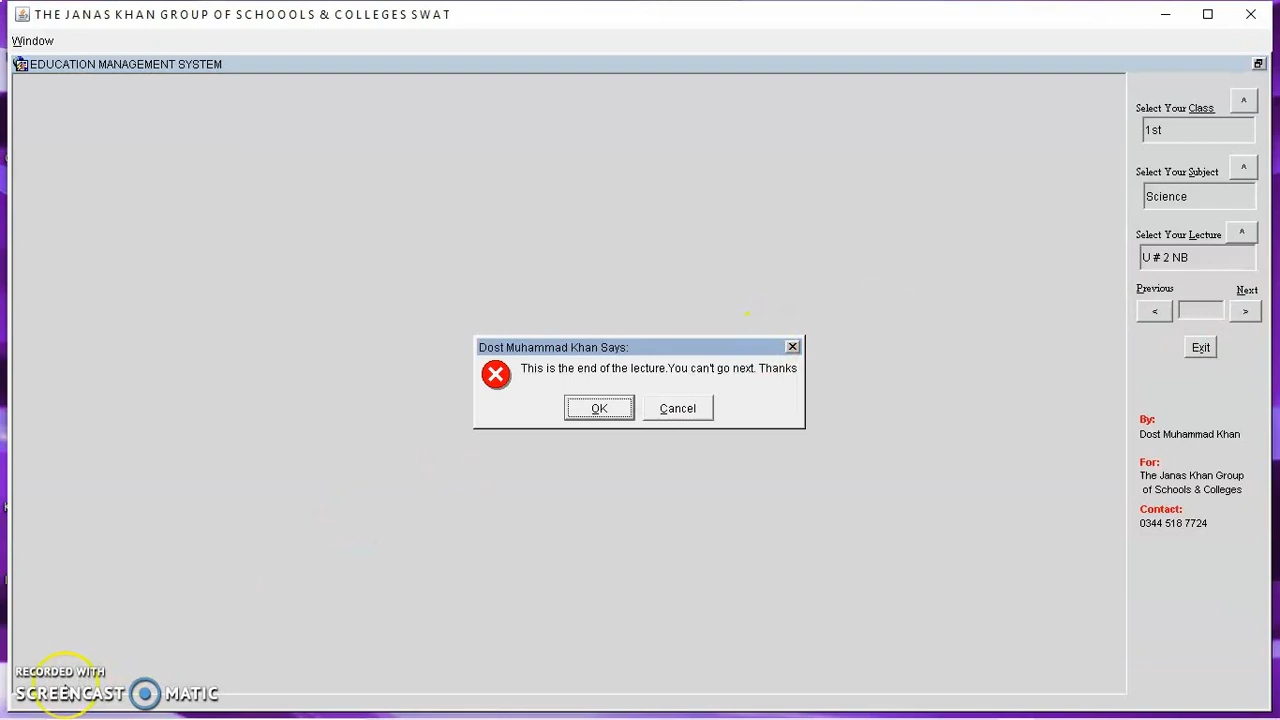 THE JANAS KHAN GROUP OF SCHOOOLS & COLLEGES SWAT
Window
EDUCATION MANAGEMENT SYSTEM
Select Your Class
^
1st
Select Your Subject
^
Science
Select Your Lecture
^
U # 2 NB
Previous
Next
<
>
Exit
Dost Muhammad Khan Says:
This is the end of the lecture.You can't go next. Thanks
OK
Cancel
By:
Dost Muhammad Khan
For:
The Janas Khan Group
of Schools & Colleges
Contact:
0344 518 7724
RECORDED WITH
SCREENCAST MATIC